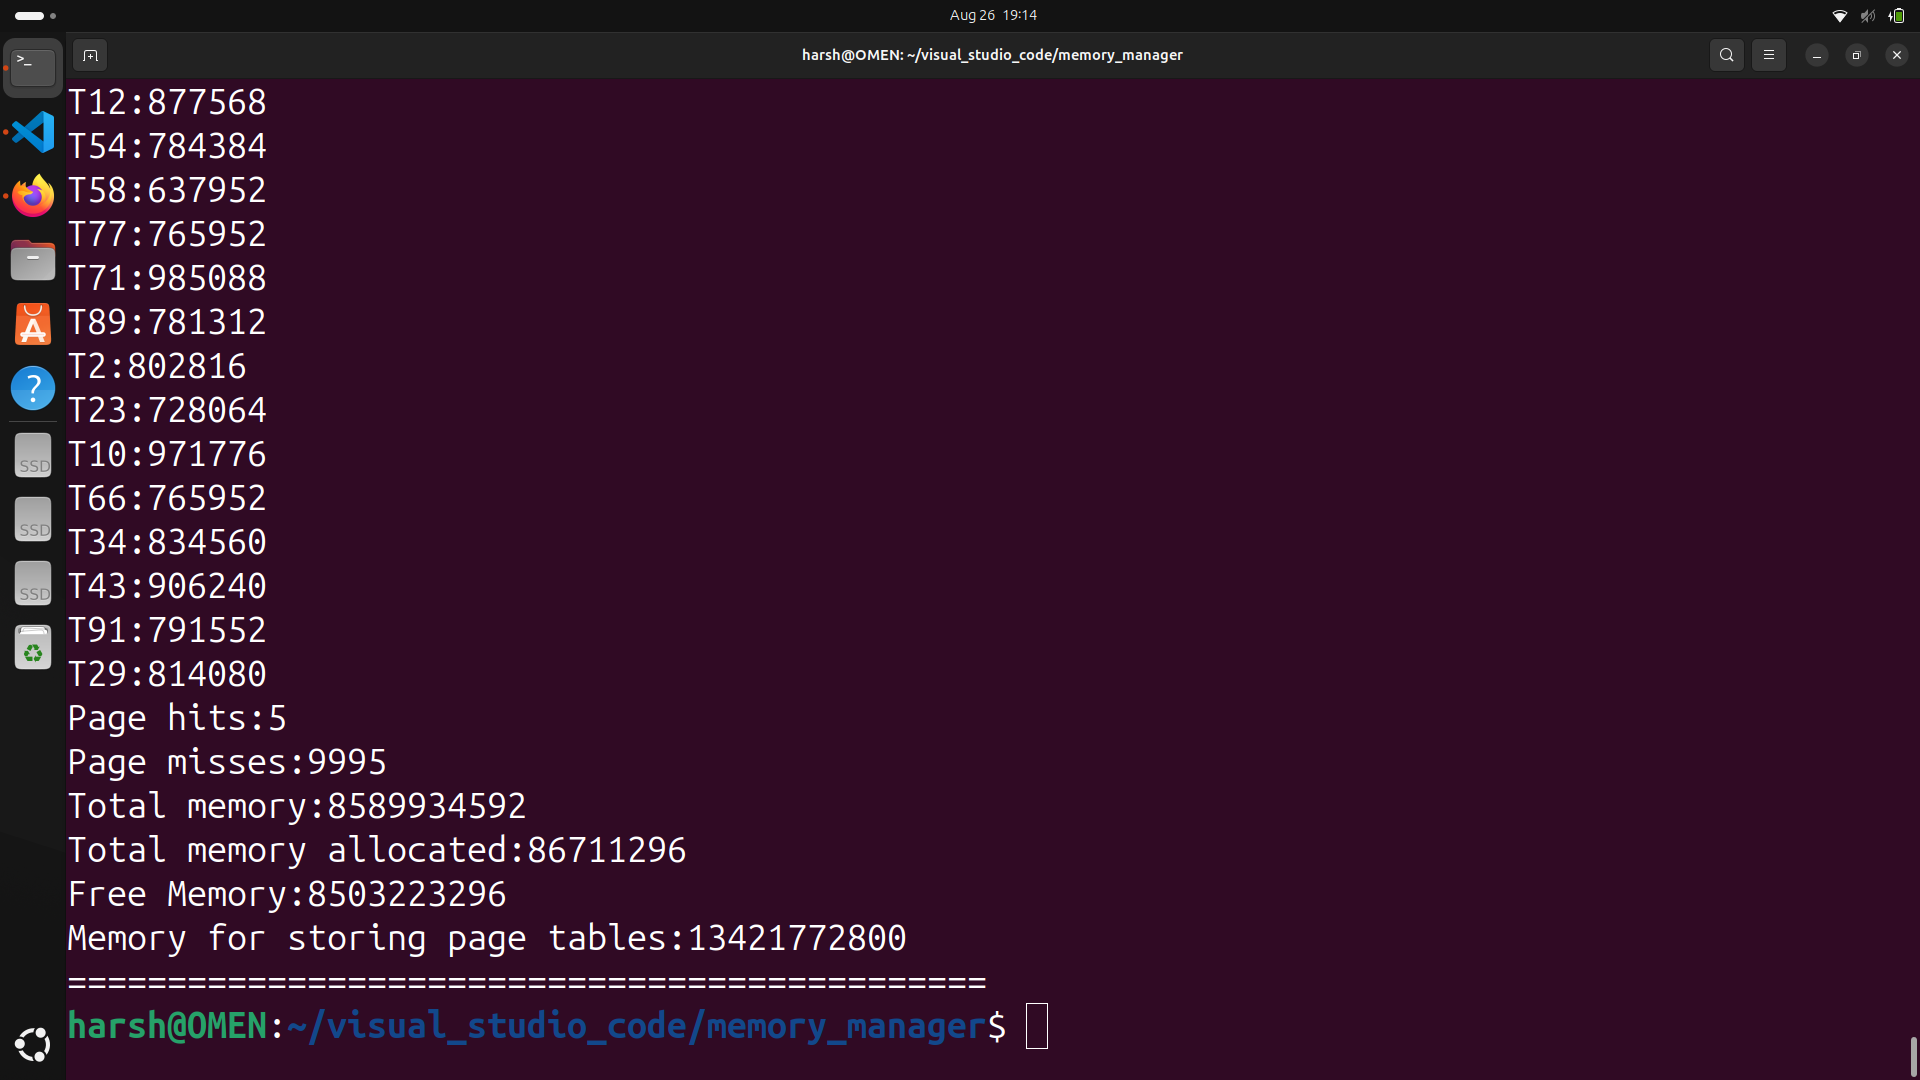 Aug 26 19:14
harsh@OMEN: ~/visual_studio_code/memory_manager
T12:877568
T54:784384
T58:637952
T77:765952
T71:985088
T89:781312
T2:802816
T23:728064
T10:971776
T66:765952
T34:834560
T43:906240
T91:791552
T29:814080
Page hits:5
Page misses:9995
Total memory:8589934592
Total memory allocated:86711296
Free Memory:8503223296
Memory for storing page tables:13421772800
==============================================
harsh@OMEN:~/visual_studio_code/memory_manager$
>_
?
SSD
SSD
SSD